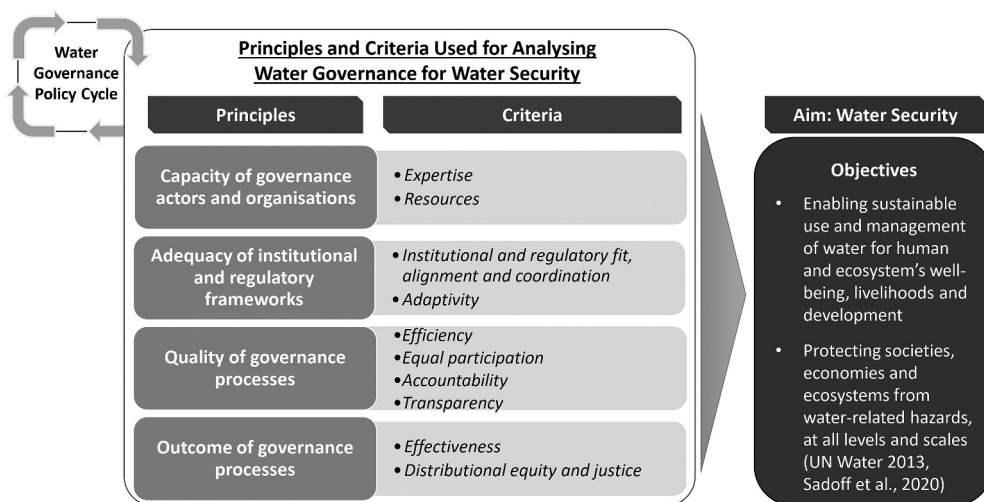 Water
Governance
Policy Cycle
Principles and Criteria Used for Analysing
Water Governance for Water Security
Principles
Criteria
Capacity of governance
actors and organisations
• Expertise
• Resources
Adequacy of institutional
and regulatory
frameworks
• Institutional and regulatory fit,
alignment and coordination
• Adaptivity
Quality of governance
processes
• Efficiency
• Equal participation
• Accountability
• Transparency
Outcome of governance
processes
• Effectiveness
• Distributional equity and justice
Aim: Water Security
Objectives
• Enabling sustainable
use and management
of water for human
and ecosystem’s well-
being, livelihoods and
development
• Protecting societies,
economies and
ecosystems from
water-related hazards,
at all levels and scales
(UN Water 2013,
Sadoff et al., 2020)